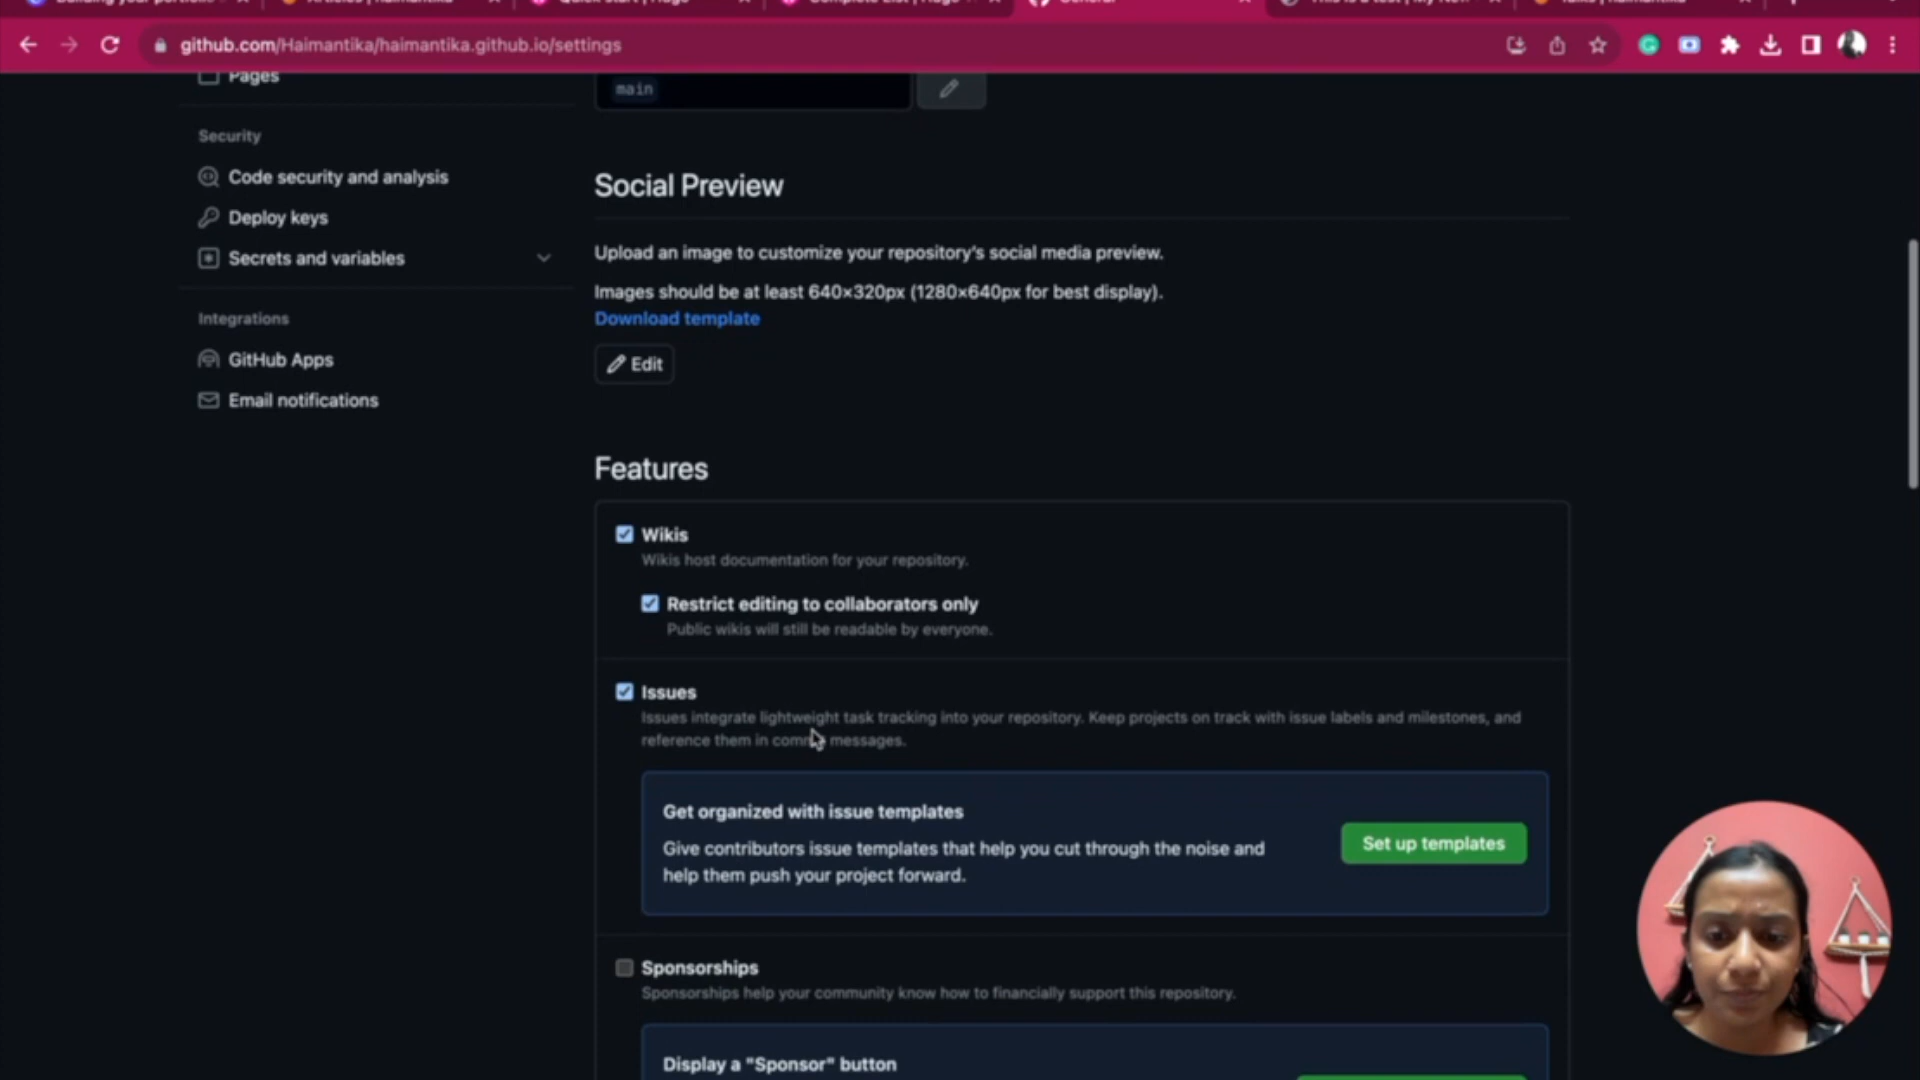 github.com/Haimantika/haimantika.github.io/settings
Pages
main
Security
Code security and analysis
Deploy keys
Secrets and variables
Integrations
GitHub Apps
Email notifications
Social Preview
Upload an image to customize your repository's social media preview.
Images should be at least 640×320px (1280×640px for best display).
Download template
Edit
Features
Wikis
Wikis host documentation for your repository.
Restrict editing to collaborators only
Public wikis will still be readable by everyone.
Issues
Issues integrate lightweight task tracking into your repository. Keep projects on track with issue labels and milestones, and
reference them in commit messages.
Get organized with issue templates
Give contributors issue templates that help you cut through the noise and
help them push your project forward.
Set up templates
Sponsorships
Sponsorships help your community know how to financially support this repository.
Display a "Sponsor" button